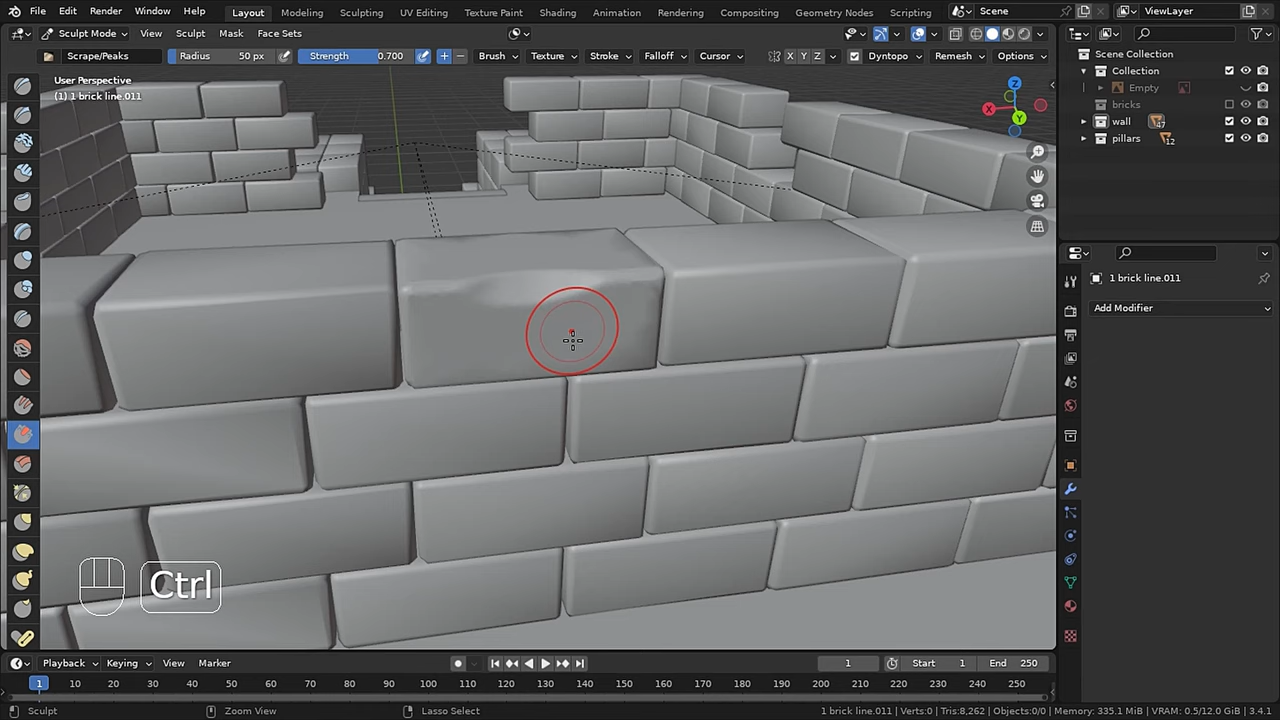 File Edit Render Window Help Layout Modeling Sculpting UV Editing Texture Paint Shading Animation Rendering Compositing Geometry Nodes Scripting Scene ViewLayer
Sculpt Mode View Sculpt Mask Face Sets
Scrape/Peaks Radius 50 px Strength 0.700 + − Brush Texture Stroke Falloff Cursor X Y Z Dyntopo Remesh Options
User Perspective
(1) 1 brick line.011
Z
X
Y
Scene Collection
Collection
Empty
bricks
wall 47
pillars 12
1 brick line.011
Add Modifier
Ctrl
Playback Keying View Marker 1 Start 1 End 250
1 10 20 30 40 50 60 70 80 90 100 110 120 130 140 150 160 170 180 190 200 210 220 230 240 250
Sculpt Zoom View Lasso Select 1 brick line.011 | Verts:0 | Tris:8,262 | Objects:0/0 | Memory: 335.1 MiB | VRAM: 0.5/12.0 GiB | 3.4.1